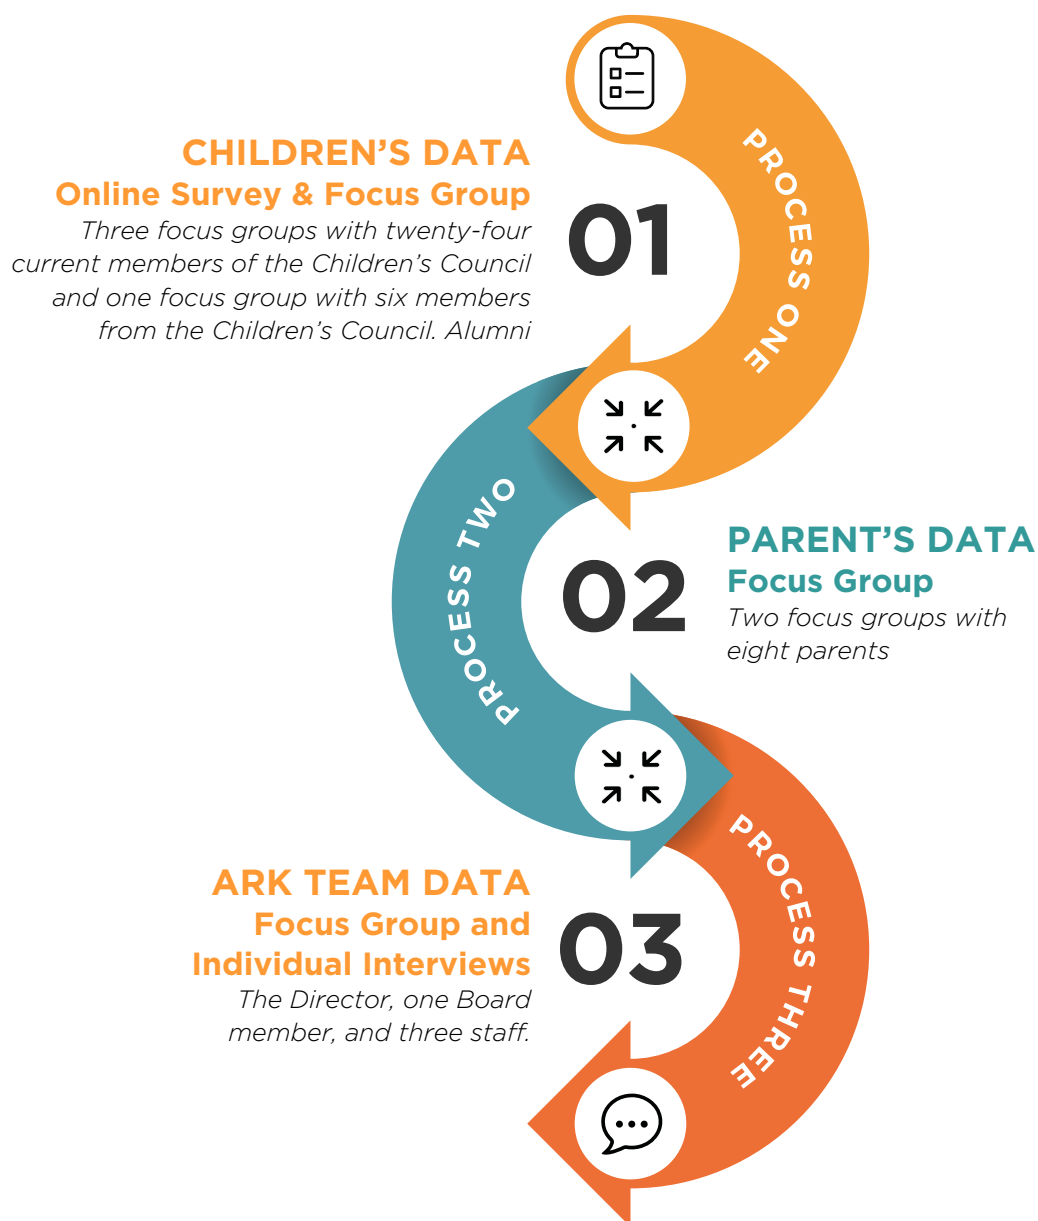 CHILDREN'S DATA
Online Survey & Focus Group
Three focus groups with twenty-four
current members of the Children's Council
and one focus group with six members
from the Children's Council. Alumni
01
PROCESS ONE
PROCESS TWO
02
PARENT'S DATA
Focus Group
Two focus groups with
eight parents
ARK TEAM DATA
Focus Group and
Individual Interviews
The Director, one Board
member, and three staff.
03
PROCESS THREE